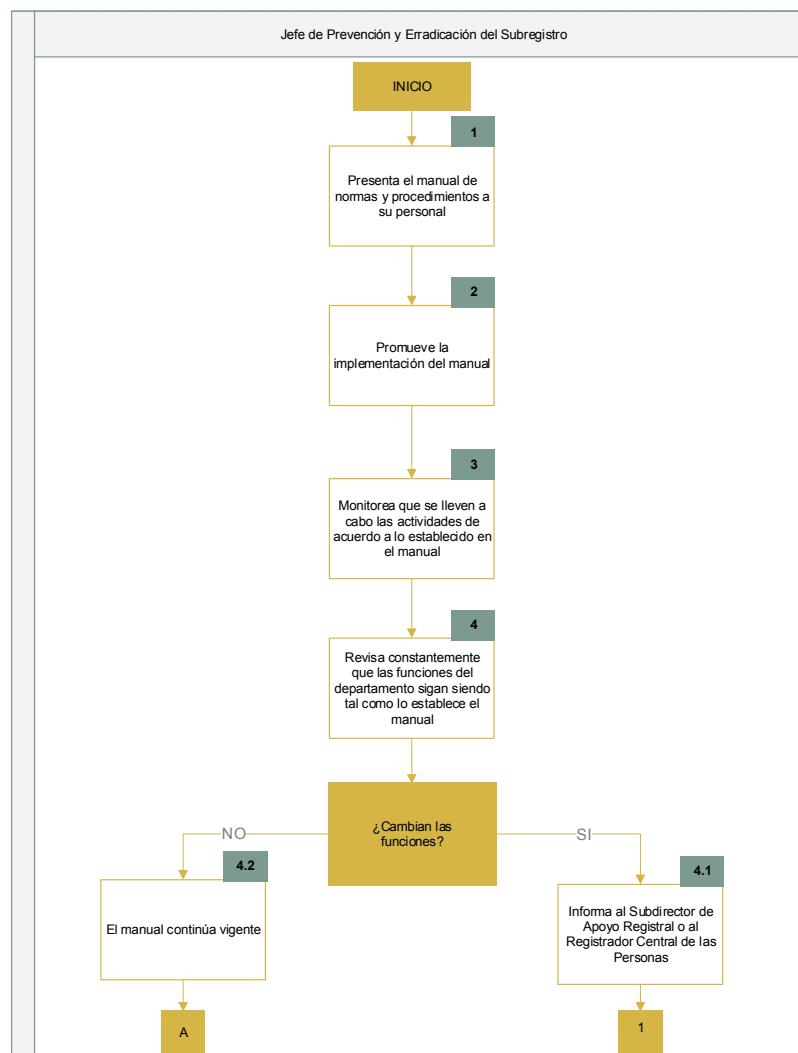 Jefe de Prevención y Erradicación del Subregistro
INICIO
1
Presenta el manual de
normas y procedimientos a
su personal
2
Promueve la
implementación del manual
3
Monitorea que se lleven a
cabo las actividades de
acuerdo a lo establecido en
el manual
4
Revisa constantemente
que las funciones del
departamento sigan siendo
tal como lo establece el
manual
¿Cambian las
funciones?
NO
SI
4.2
El manual continúa vigente
4.1
Informa al Subdirector de
Apoyo Registral o al
Registrador Central de las
Personas
A
1